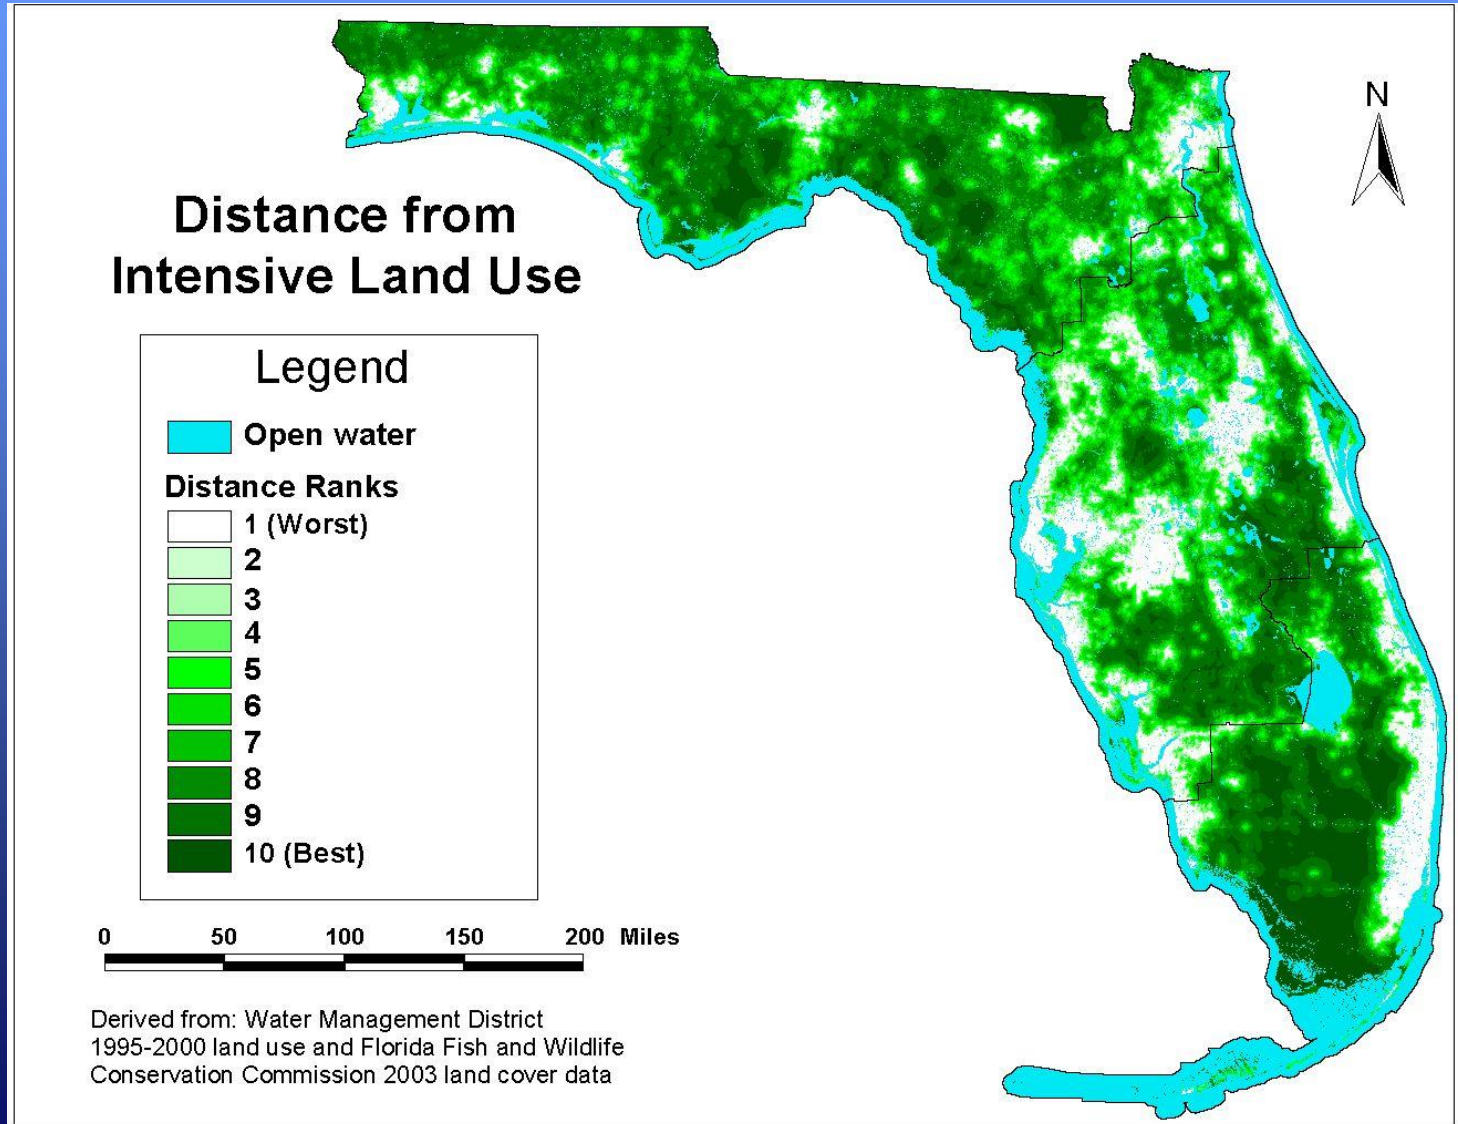 N
Distance from
Intensive Land Use
Legend
Open water
Distance Ranks
1 (Worst)
2
3
4
5
6
7
8
9
10 (Best)
0 50 100 150 200 Miles
Derived from: Water Management District
1995-2000 land use and Florida Fish and Wildlife
Conservation Commission 2003 land cover data